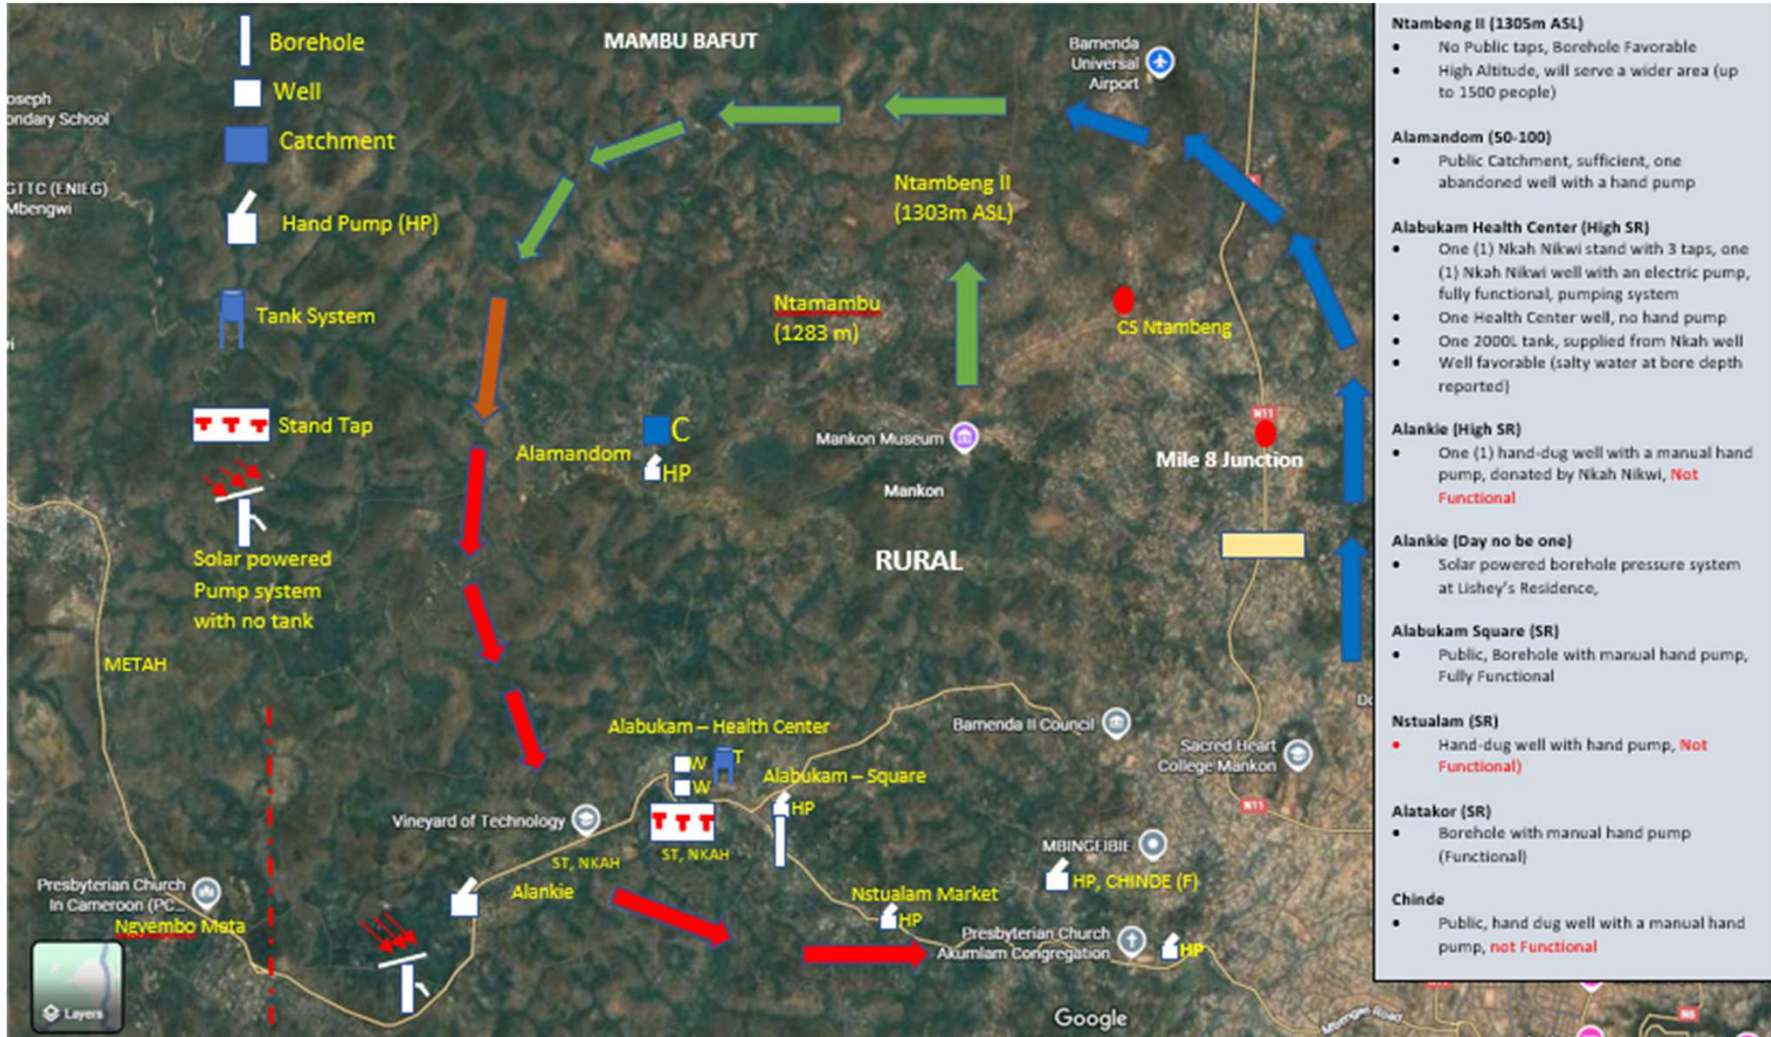 Borehole
Well
Catchment
Hand Pump (HP)
Tank System
Stand Tap
Solar powered
Pump system
with no tank
oseph
ondary School
GTTC (ENIEG)
Mbengwi
METAH
MAMBU BAFUT
Bamenda
Universal
Airport
Ntambeng II
(1303m ASL)
Ntamambu
(1283 m)
CS Ntambeng
N11
Mile 8 Junction
Alamandom
C
HP
Mankon Museum
Mankon
RURAL
Alabukam – Health Center
W
T
W
Alabukam – Square
HP
Bamenda II Council
Sacred Heart
College Mankon
N11
Vineyard of Technology
ST, NKAH
ST, NKAH
Alankie
MBINGFIBIE
HP, CHINDE (F)
Nstualam Market
HP
Presbyterian Church
Akumlam Congregation
HP
Presbyterian Church
In Cameroon (PC...
Ngyembo Meta
Layers
Google
N6
Ntambeng II (1305m ASL)
• No Public taps, Borehole Favorable
• High Altitude, will serve a wider area (up
to 1500 people)
Alamandom (50-100)
• Public Catchment, sufficient, one
abandoned well with a hand pump
Alabukam Health Center (High SR)
• One (1) Nkah Nikwi stand with 3 taps, one
(1) Nkah Nikwi well with an electric pump,
fully functional, pumping system
• One Health Center well, no hand pump
• One 2000L tank, supplied from Nkah well
• Well favorable (salty water at bore depth
reported)
Alankie (High SR)
• One (1) hand-dug well with a manual hand
pump, donated by Nkah Nikwi, Not
Functional
Alankie (Day no be one)
• Solar powered borehole pressure system
at Lishey's Residence,
Alabukam Square (SR)
• Public, Borehole with manual hand pump,
Fully Functional
Nstualam (SR)
• Hand-dug well with hand pump, Not
Functional)
Alatakor (SR)
• Borehole with manual hand pump
(Functional)
Chinde
• Public, hand dug well with a manual hand
pump, not Functional